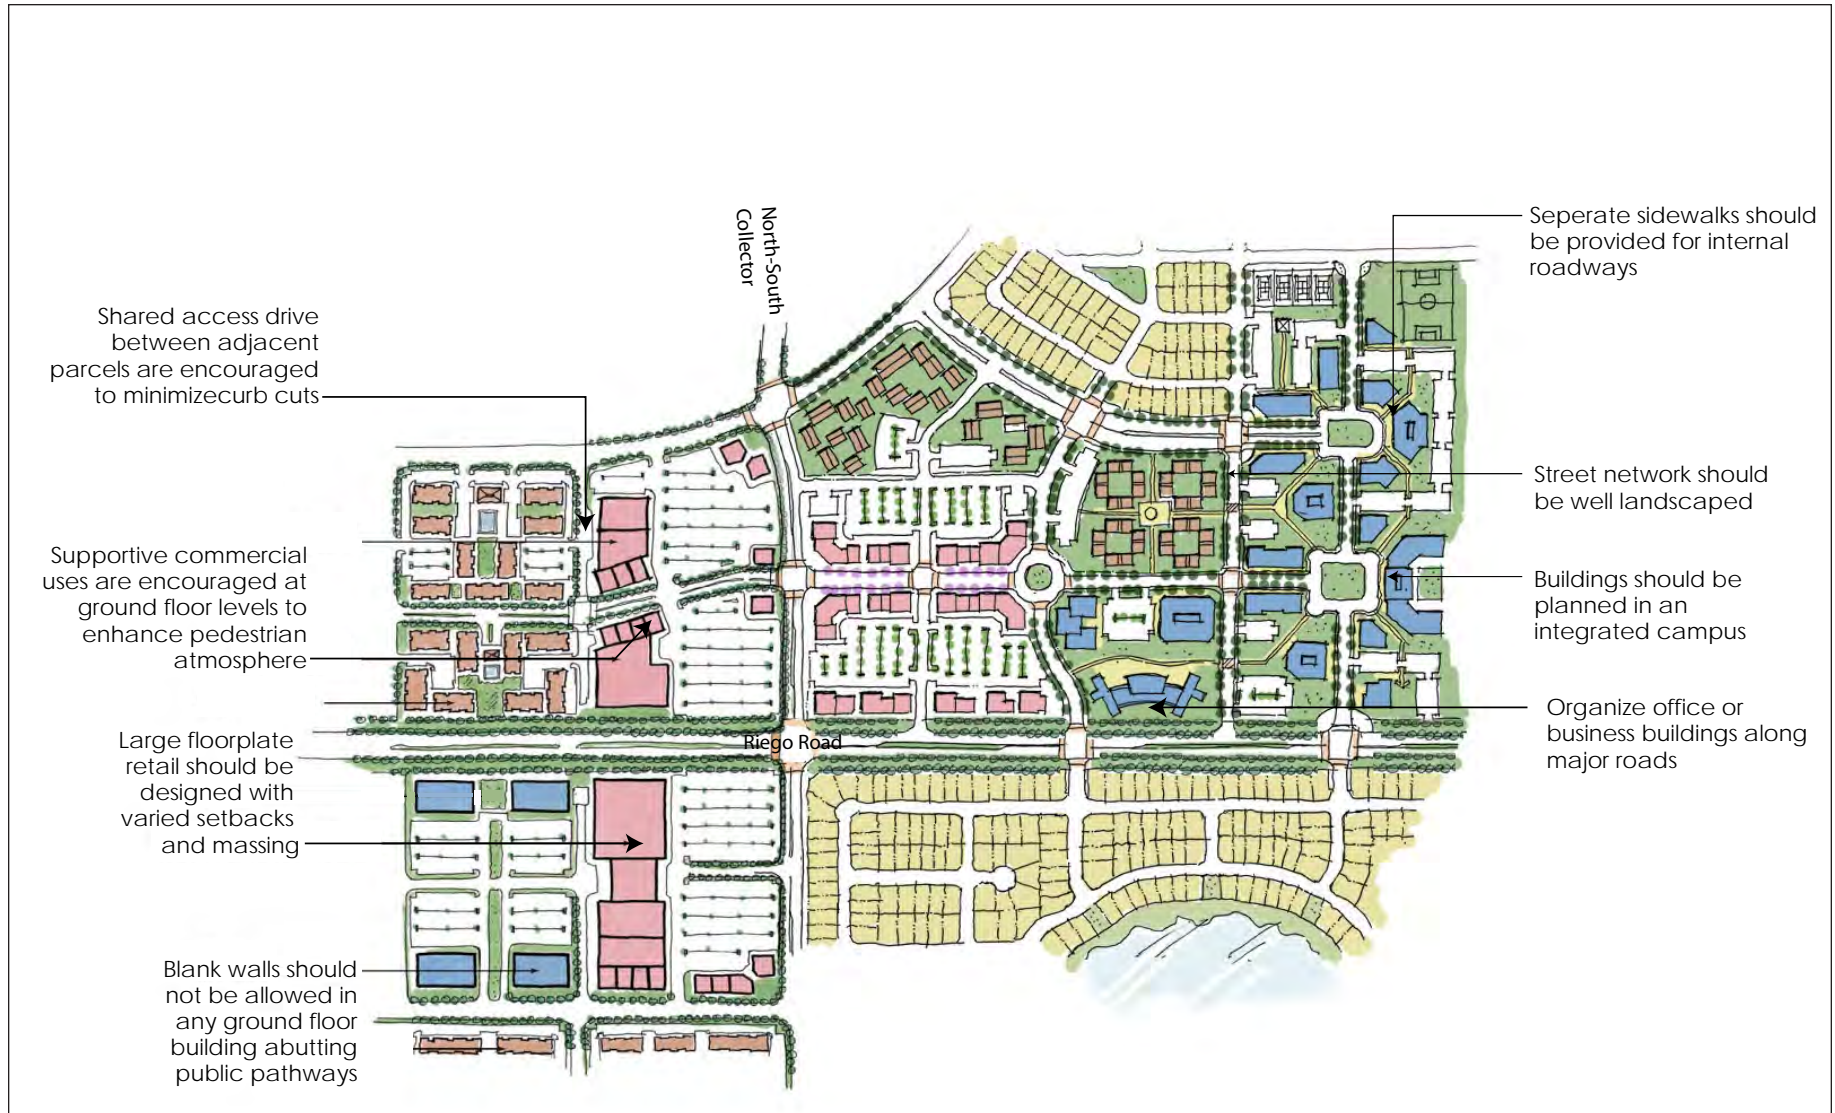 North-South
Collector
Shared access drive
between adjacent
parcels are encouraged
to minimizecurb cuts
Supportive commercial
uses are encouraged at
ground floor levels to
enhance pedestrian
atmosphere
Large floorplate
retail should be
designed with
varied setbacks
and massing
Blank walls should
not be allowed in
any ground floor
building abutting
public pathways
Riego Road
Seperate sidewalks should
be provided for internal
roadways
Street network should
be well landscaped
Buildings should be
planned in an
integrated campus
Organize office or
business buildings along
major roads